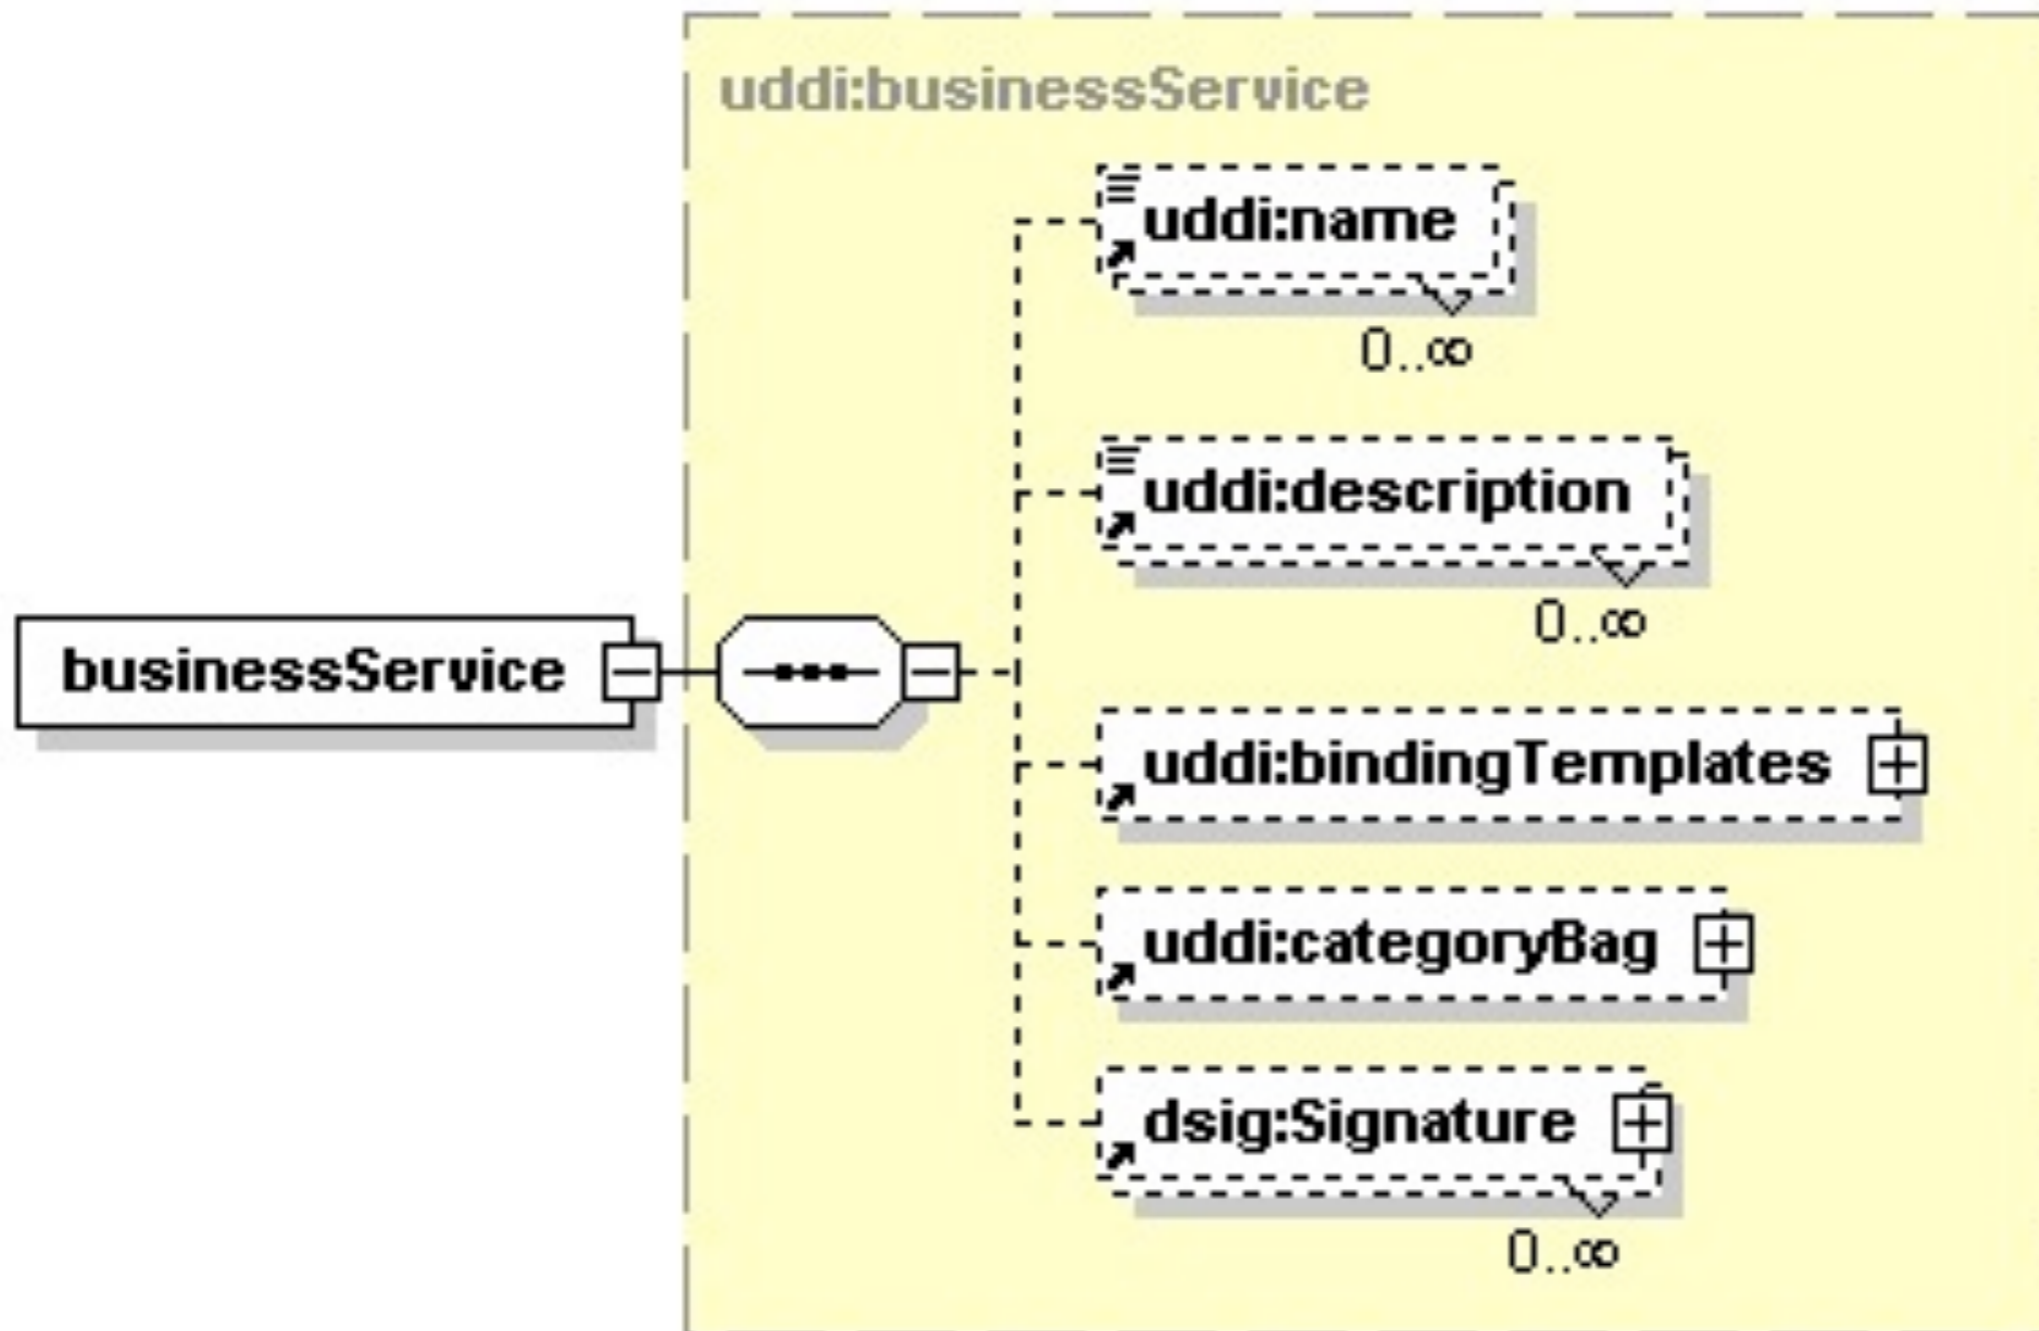 uddi:businessService
uddi:name
0..∞
uddi:description
0..∞
businessService
uddi:bindingTemplates
uddi:categoryBag
dsig:Signature
0..∞